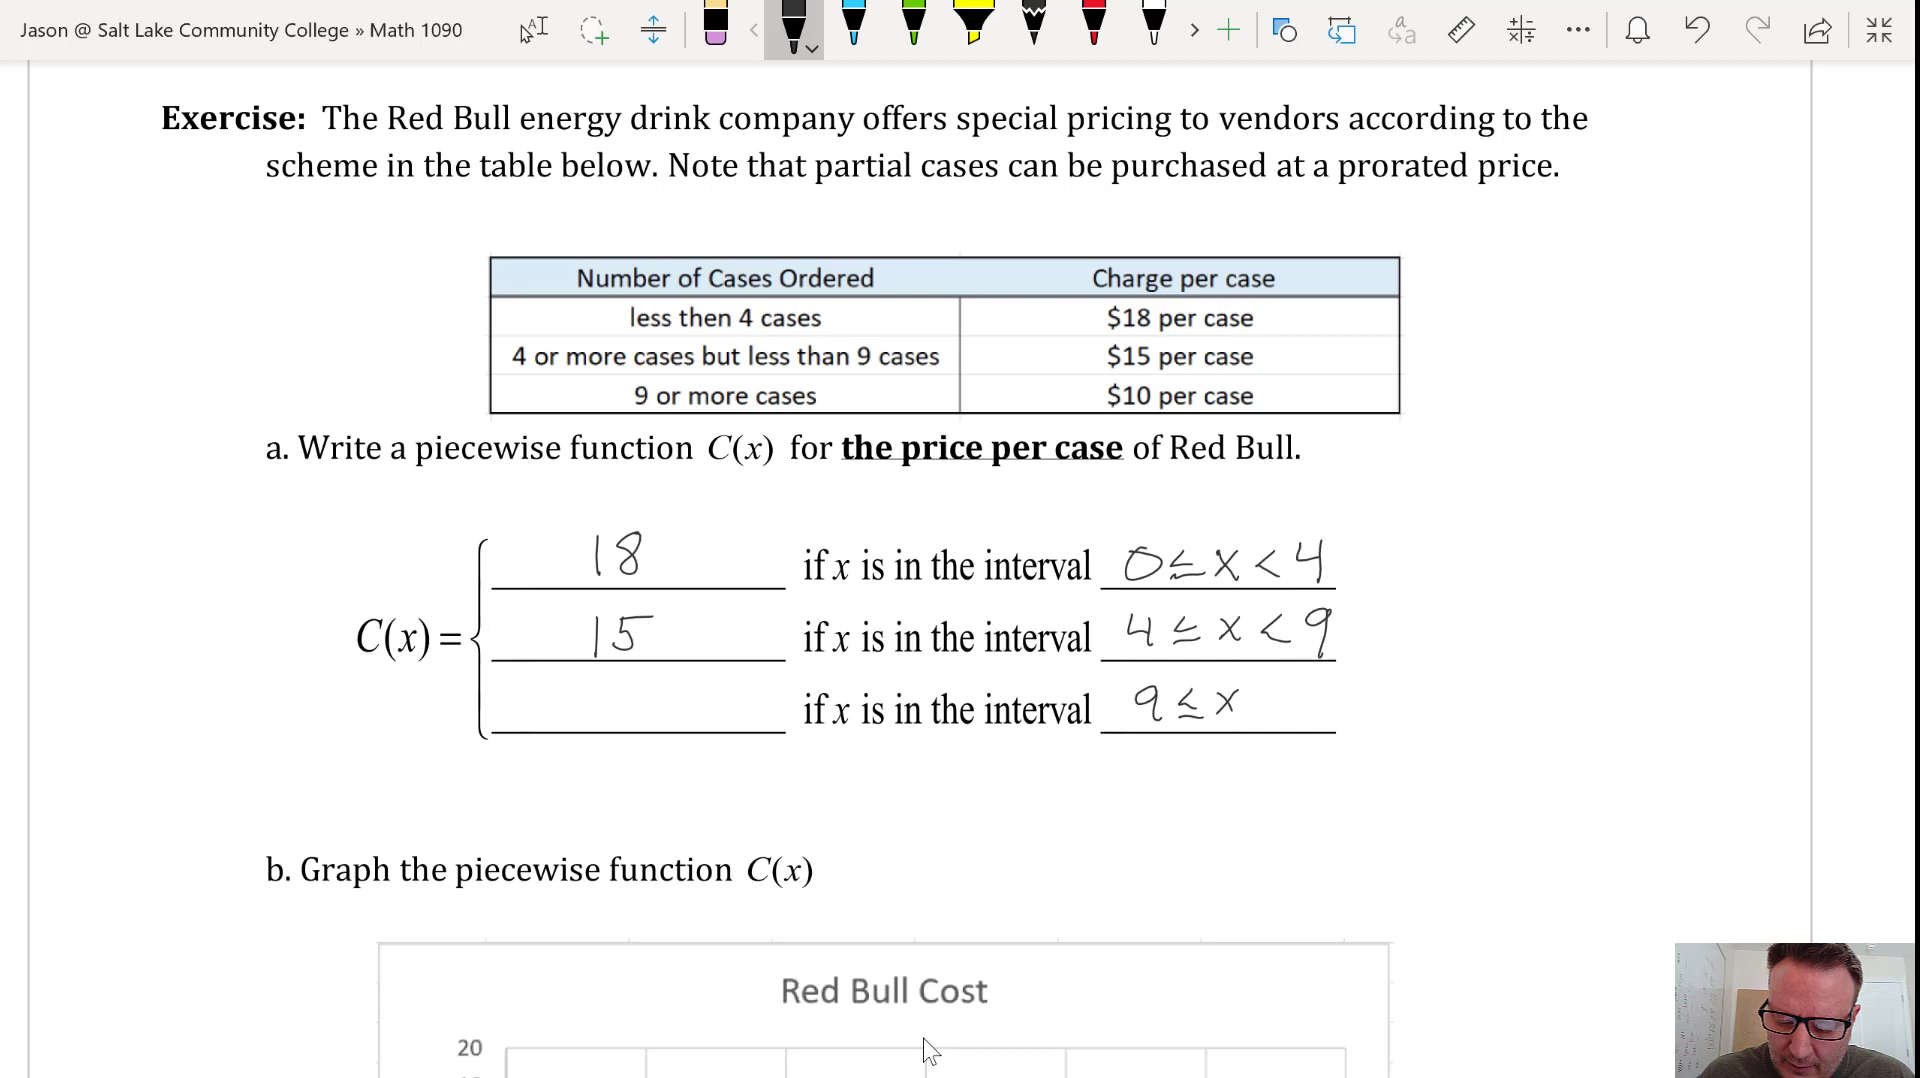 Jason @ Salt Lake Community College » Math 1090
Exercise: The Red Bull energy drink company offers special pricing to vendors according to the
scheme in the table below. Note that partial cases can be purchased at a prorated price.
Number of Cases Ordered Charge per case
less then 4 cases $18 per case
4 or more cases but less than 9 cases $15 per case
9 or more cases $10 per case
a. Write a piecewise function C(x) for the price per case of Red Bull.
18 if x is in the interval 0 ≤ x < 4
C(x) = 15 if x is in the interval 4 ≤ x < 9
if x is in the interval 9 ≤ x
b. Graph the piecewise function C(x)
Red Bull Cost
20